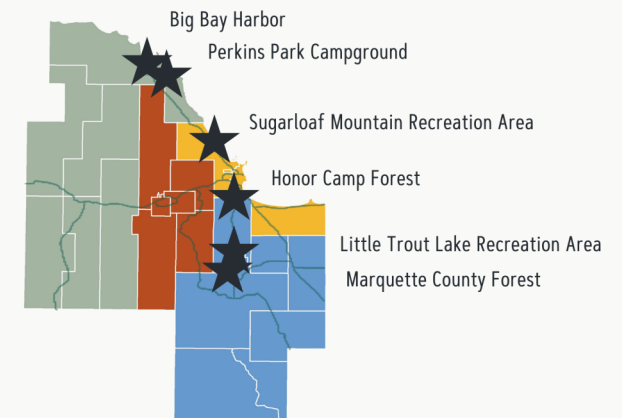 Big Bay Harbor
Perkins Park Campground
Sugarloaf Mountain Recreation Area
Honor Camp Forest
Little Trout Lake Recreation Area
Marquette County Forest